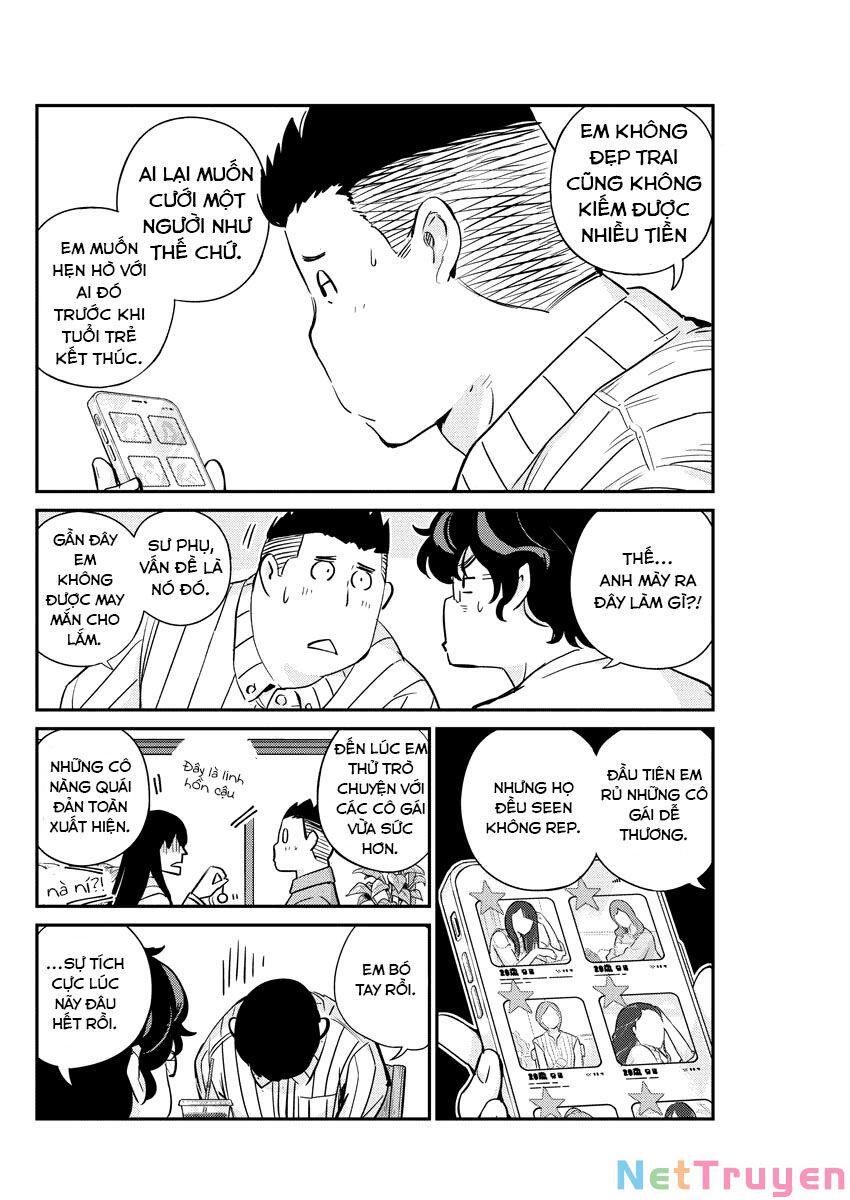 EM KHÔNG
ĐẸP TRAI
CŨNG KHÔNG
KIẾM ĐƯỢC
NHIỀU TIỀN
AI LẠI MUỐN
CƯỚI MỘT
NGƯỜI NHƯ
THẾ CHỨ.
EM MUỐN
HẸN HÒ VỚI
AI ĐÓ
TRƯỚC KHI
TUỔI TRẺ
KẾT THÚC.
THẾ...
ANH MÀY RA
ĐÂY LÀM GÌ?!
SƯ PHỤ,
VẤN ĐỀ LÀ
NÓ ĐÓ.
GẦN ĐÂY
EM
KHÔNG
ĐƯỢC MAY
MẮN CHO
LẮM.
ĐẦU TIÊN EM
RỦ NHỮNG CÔ
GÁI DỄ
THƯƠNG.
NHƯNG HỌ
ĐỀU SEEN
KHÔNG REP.
ĐẾN LÚC EM
THỬ TRÒ
CHUYỆN VỚI
CÁC CÔ GÁI
VỪA SỨC
HƠN.
Đây là linh
hồn cậu
NHỮNG CÔ
NÀNG QUÁI
ĐẢN TOÀN
XUẤT HIỆN.
nà ní?!
EM BÓ
TAY RỒI.
...SỰ TÍCH
CỰC LÚC
NÃY ĐÂU
HẾT RỒI.
NetTruyen